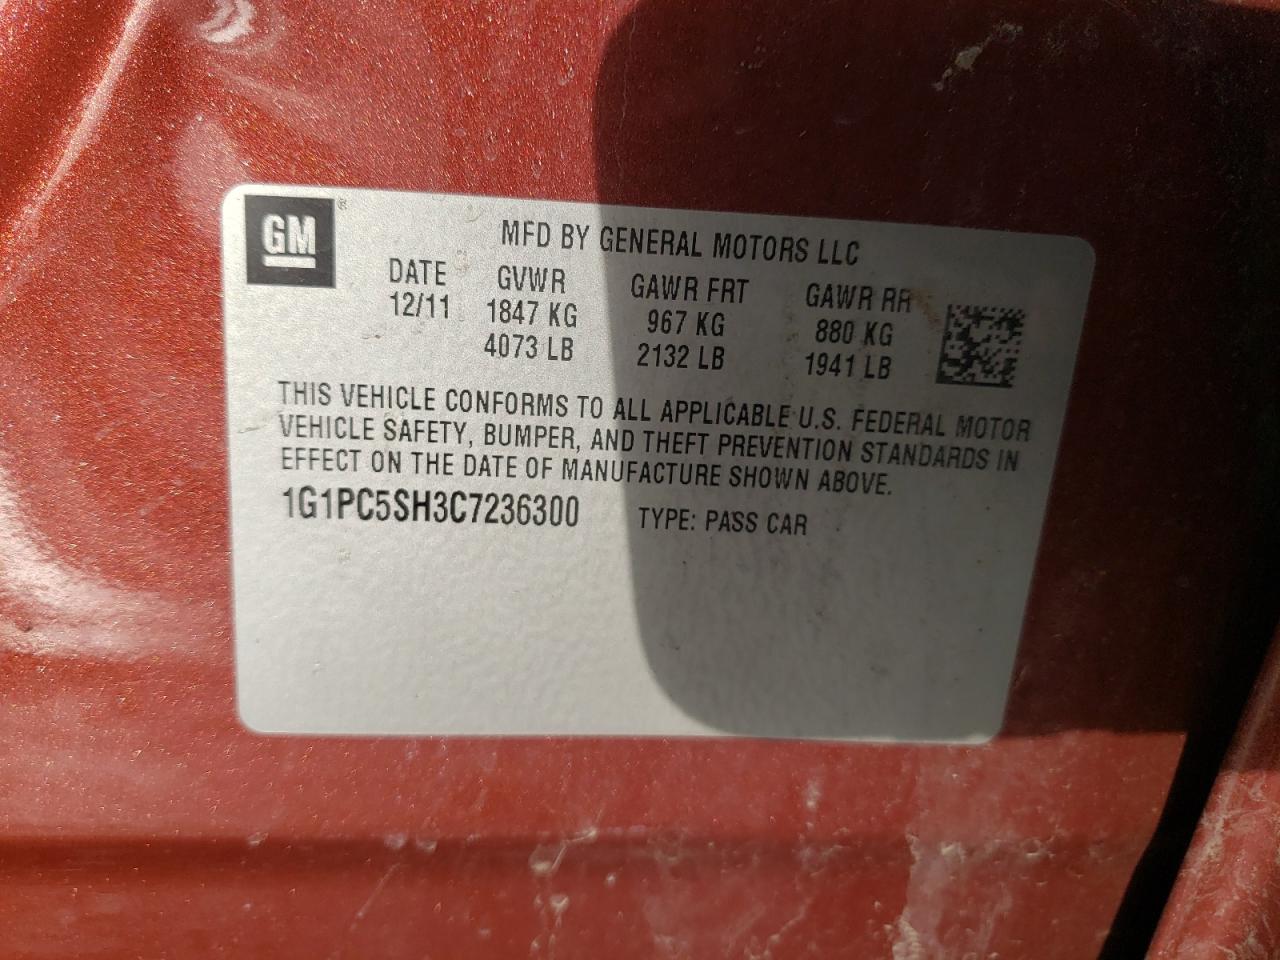 GM®
MFD BY GENERAL MOTORS LLC
DATE GVWR GAWR FRT GAWR RR
12/11 1847 KG 967 KG 880 KG
4073 LB 2132 LB 1941 LB
THIS VEHICLE CONFORMS TO ALL APPLICABLE U.S. FEDERAL MOTOR
VEHICLE SAFETY, BUMPER, AND THEFT PREVENTION STANDARDS IN
EFFECT ON THE DATE OF MANUFACTURE SHOWN ABOVE.
1G1PC5SH3C7236300 TYPE: PASS CAR